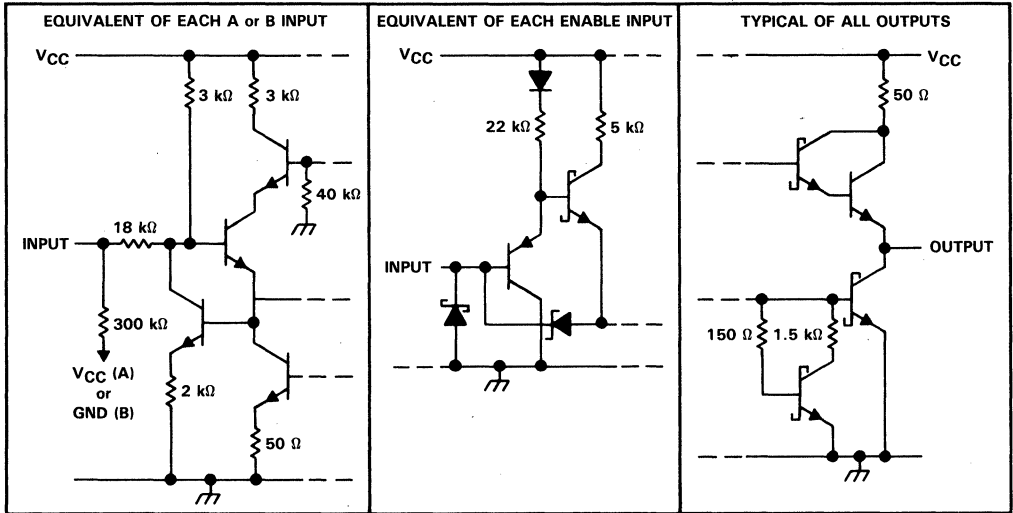 EQUIVALENT OF EACH A or B INPUT
VCC
3 kΩ
3 kΩ
40 kΩ
18 kΩ
INPUT
300 kΩ
VCC (A)
or
GND (B)
2 kΩ
50 Ω
EQUIVALENT OF EACH ENABLE INPUT
VCC
22 kΩ
5 kΩ
INPUT
TYPICAL OF ALL OUTPUTS
VCC
50 Ω
OUTPUT
150 Ω
1.5 kΩ